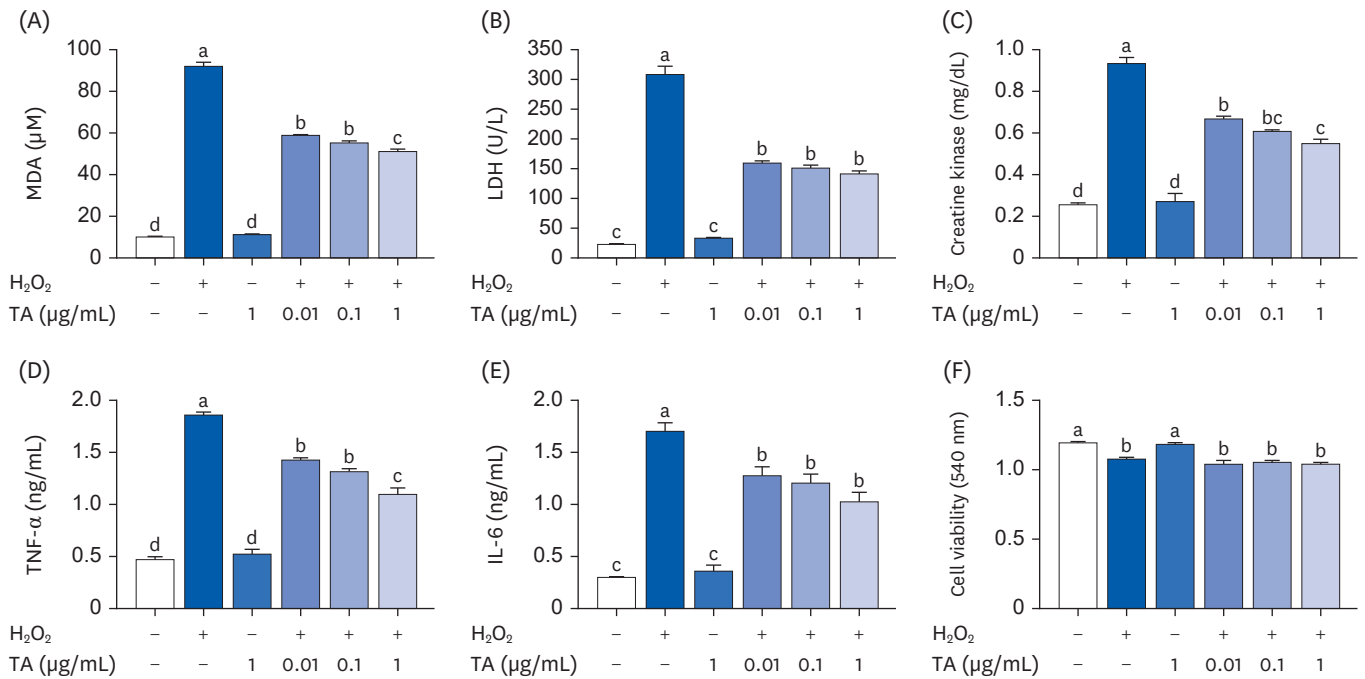 (A)
MDA (µM)
100
80
60
40
20
0
d
a
d
b
b
c
H₂O₂ – + – + + +
TA (µg/mL) – – 1 0.01 0.1 1
(B)
LDH (U/L)
350
300
250
200
150
100
50
0
c
a
c
b
b
b
H₂O₂ – + – + + +
TA (µg/mL) – – 1 0.01 0.1 1
(C)
Creatine kinase (mg/dL)
1.0
0.8
0.6
0.4
0.2
0
d
a
d
b
bc
c
H₂O₂ – + – + + +
TA (µg/mL) – – 1 0.01 0.1 1
(D)
TNF-α (ng/mL)
2.0
1.5
1.0
0.5
0
d
a
d
b
b
c
H₂O₂ – + – + + +
TA (µg/mL) – – 1 0.01 0.1 1
(E)
IL-6 (ng/mL)
2.0
1.5
1.0
0.5
0
c
a
c
b
b
b
H₂O₂ – + – + + +
TA (µg/mL) – – 1 0.01 0.1 1
(F)
Cell viability (540 nm)
1.5
1.0
0.5
0
a
b
a
b
b
b
H₂O₂ – + – + + +
TA (µg/mL) – – 1 0.01 0.1 1